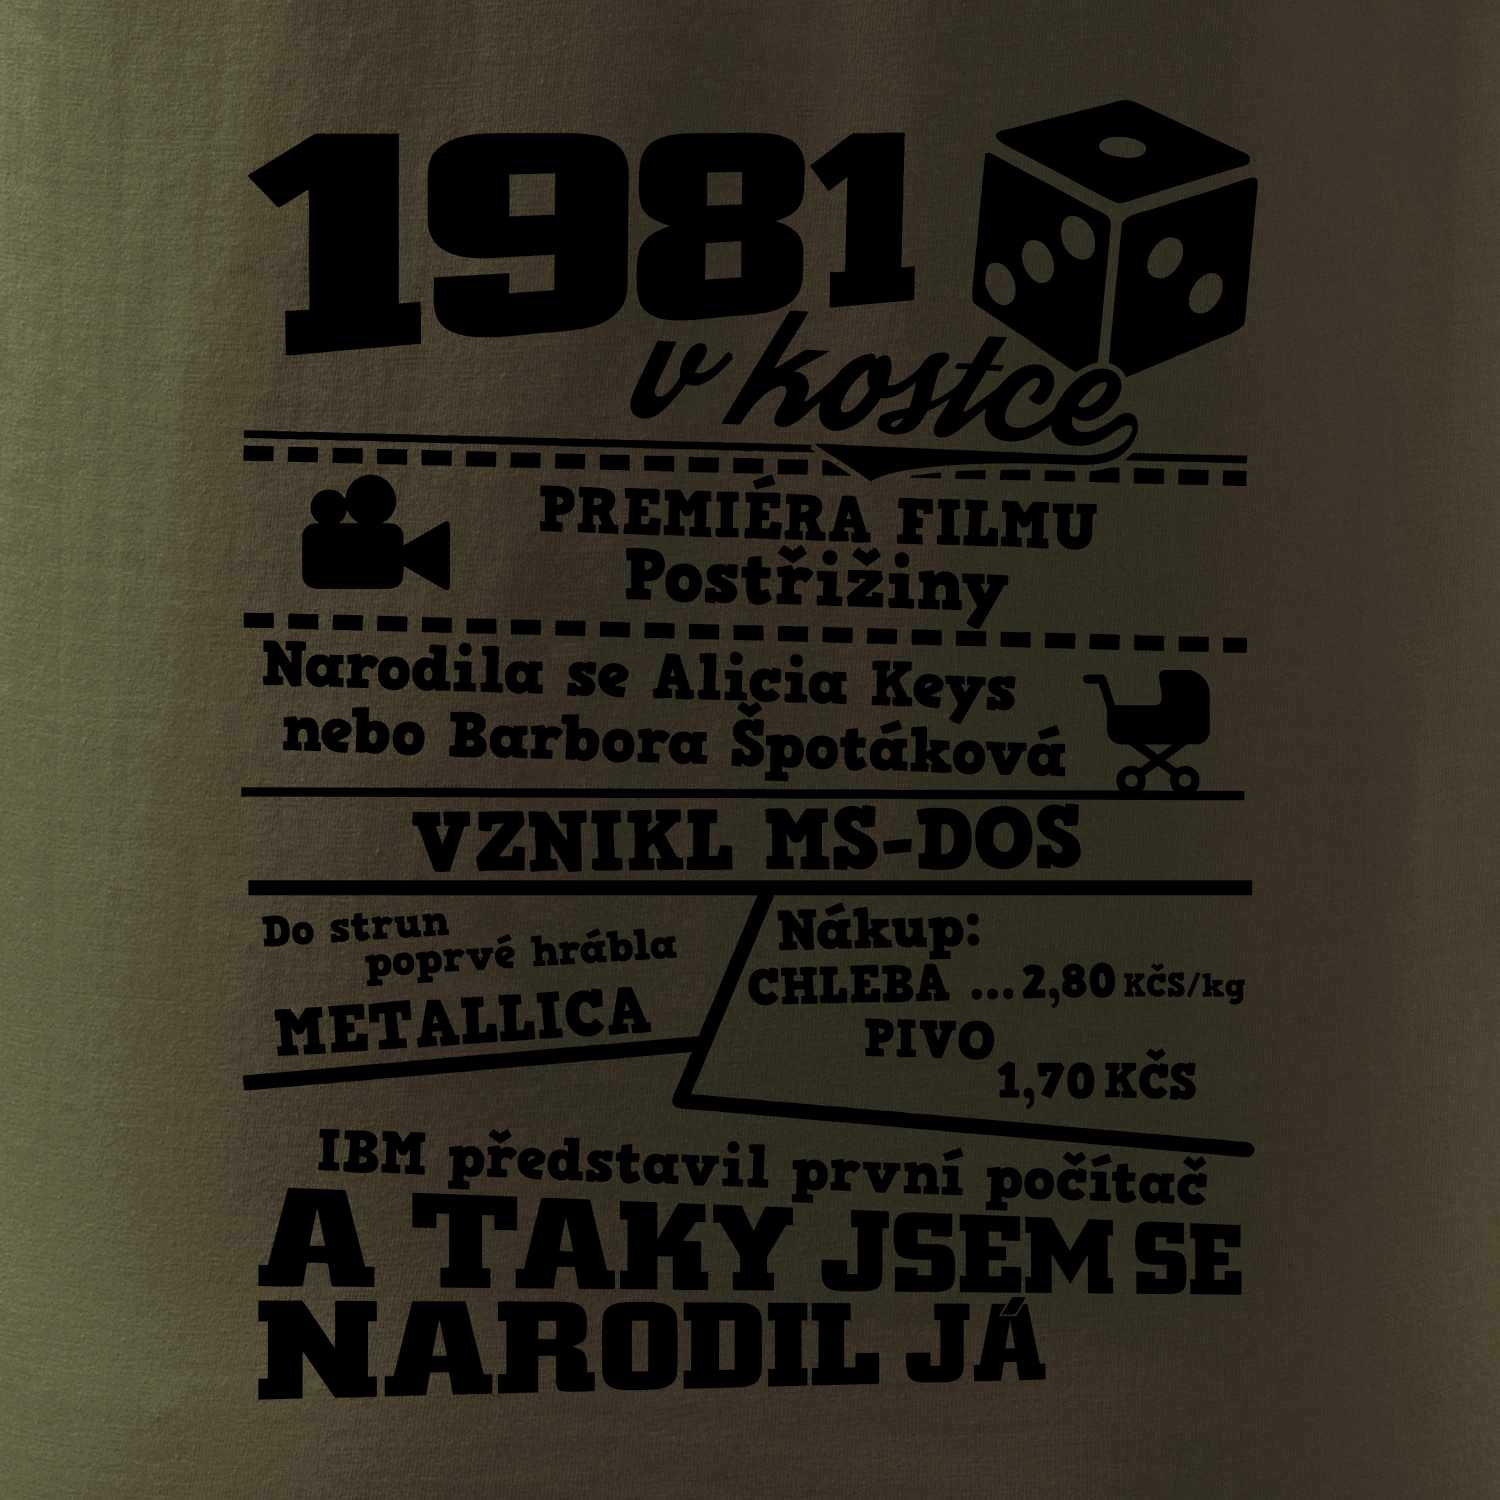 1981
v kostce
PREMIÉRA FILMU
Postřižiny
Narodila se Alicia Keys
nebo Barbora Špotáková
VZNIKL MS-DOS
Do strun
poprvé hrábla
METALLICA
Nákup:
CHLEBA ...2,80 KČS/kg
PIVO
1,70 KČS
IBM představil první počítač
A TAKY JSEM SE
NARODIL JÁ